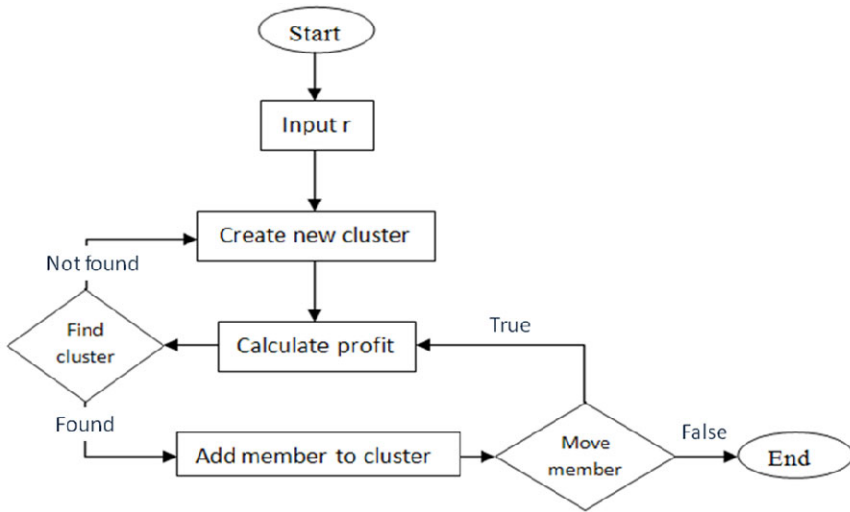 Start
Input r
Create new cluster
Not found
True
Find
cluster
Calculate profit
Found
Add member to cluster
Move
member
False
End